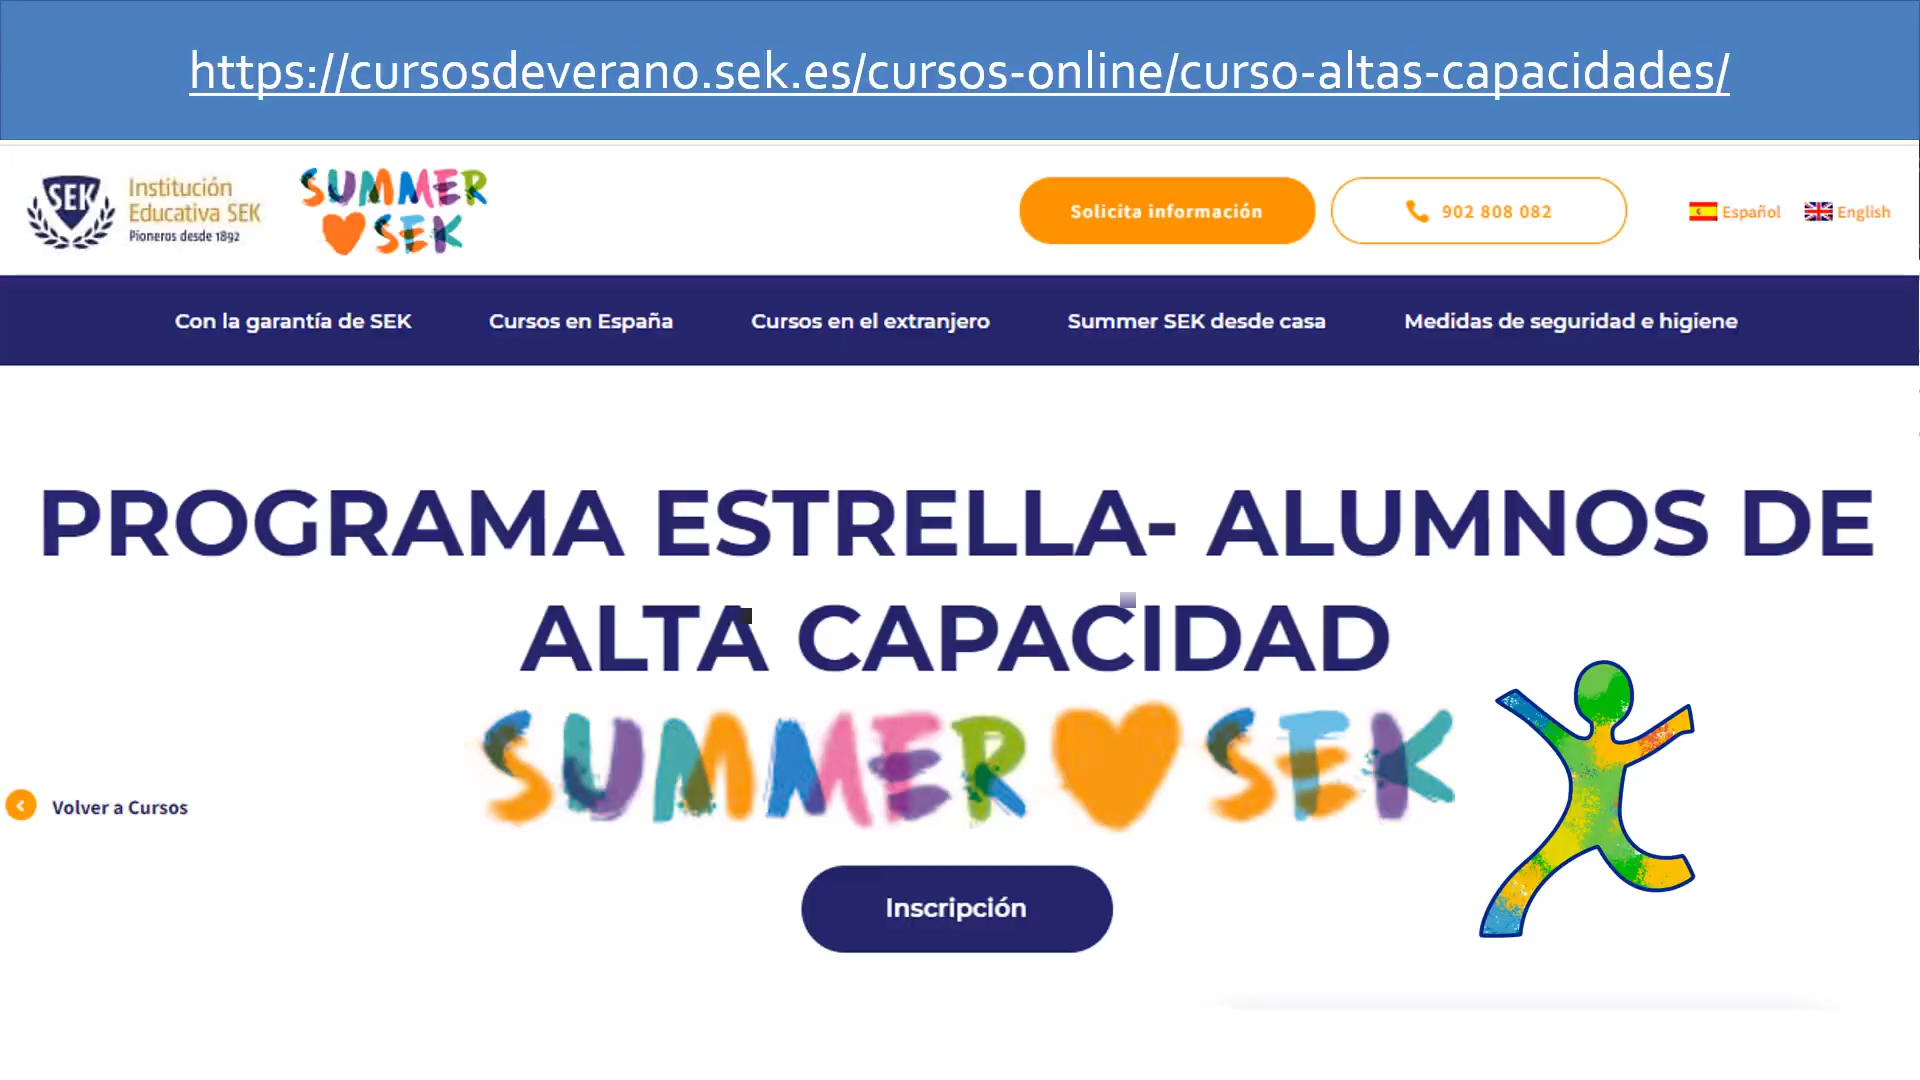 https://cursosdeverano.sek.es/cursos-online/curso-altas-capacidades/
SEK
Institución
Educativa SEK
Pioneros desde 1892
SUMMER
SEK
Solicita información
902 808 082
Español
English
Con la garantía de SEK
Cursos en España
Cursos en el extranjero
Summer SEK desde casa
Medidas de seguridad e higiene
PROGRAMA ESTRELLA- ALUMNOS DE
ALTA CAPACIDAD
SUMMER SEK
Volver a Cursos
Inscripción